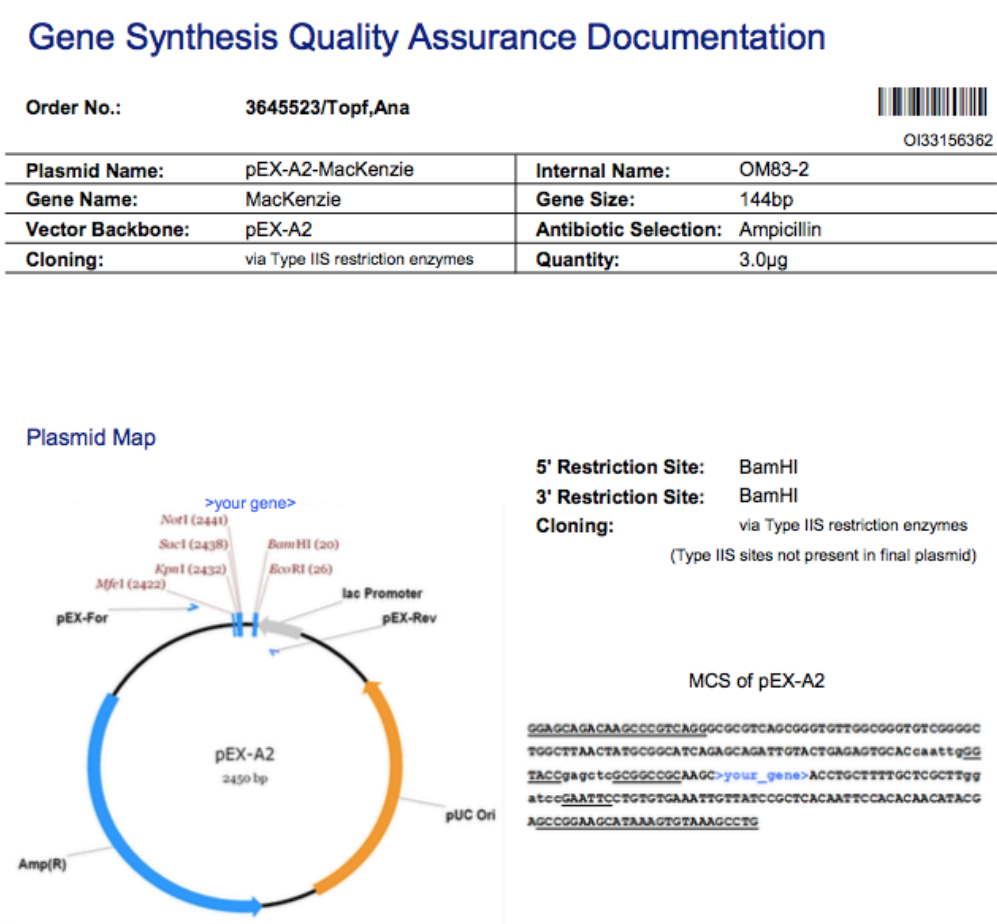 Gene Synthesis Quality Assurance Documentation
Order No.: 3645523/Topf,Ana
OI33156362
Plasmid Name: pEX-A2-MacKenzie Internal Name: OM83-2
Gene Name: MacKenzie Gene Size: 144bp
Vector Backbone: pEX-A2 Antibiotic Selection: Ampicillin
Cloning: via Type IIS restriction enzymes Quantity: 3.0µg
Plasmid Map
5' Restriction Site: BamHI
3' Restriction Site: BamHI
Cloning: via Type IIS restriction enzymes
(Type IIS sites not present in final plasmid)
>your gene>
NotI (2441)
SacI (2438) BamHI (20)
KpnI (2432) EcoRI (26)
MfeI (2422)
lac Promoter
pEX-For pEX-Rev
pEX-A2
2450 bp
pUC Ori
Amp(R)
MCS of pEX-A2
GGAGCAGACAAGCCCGTCAGGGCGCGTCAGCGGGTGTTGGCGGGTGTCGGGGC
TGGCTTAACTATGCGGCATCAGAGCAGATTGTACTGAGAGTGCACcaattgGG
TACCgagctcGCGGCCGCAAGC>your_gene>ACCTGCTTTTGCTCGCTTgg
atccGAATTCCTGTGTGAAATTGTTATCCGCTCACAATTCCACACAACATACG
AGCCGGAAGCATAAAGTGTAAAGCCTG